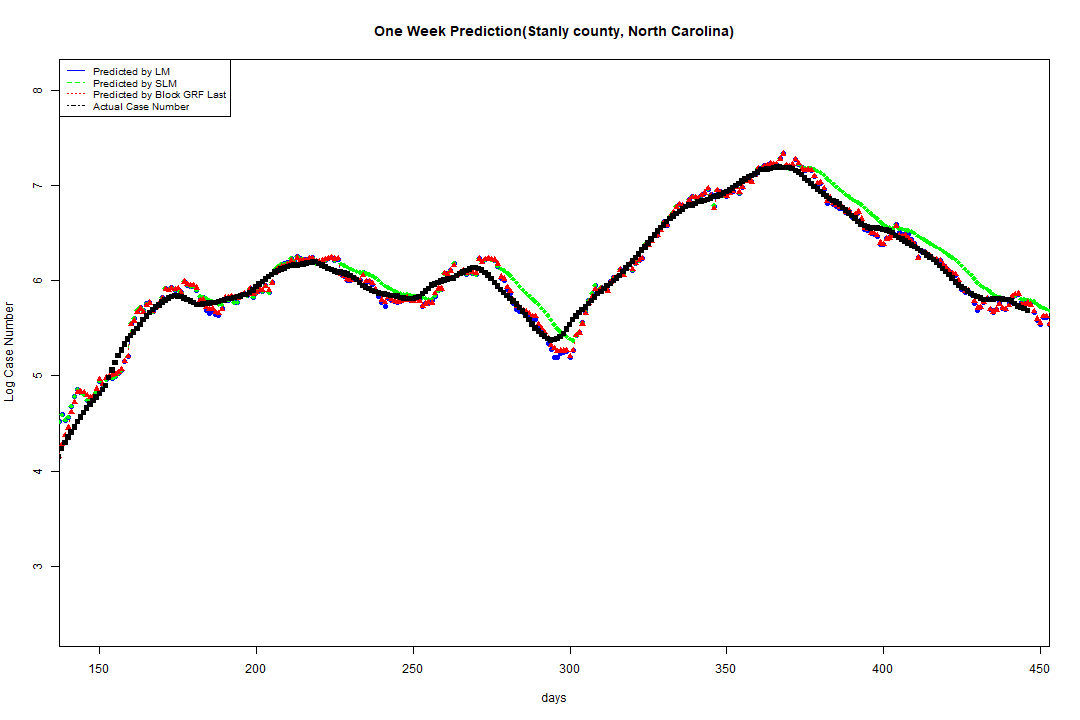 One Week Prediction(Stanly county, North Carolina)
Predicted by LM
Predicted by SLM
Predicted by Block GRF Last
Actual Case Number
8
7
6
5
4
3
Log Case Number
150 200 250 300 350 400 450
days